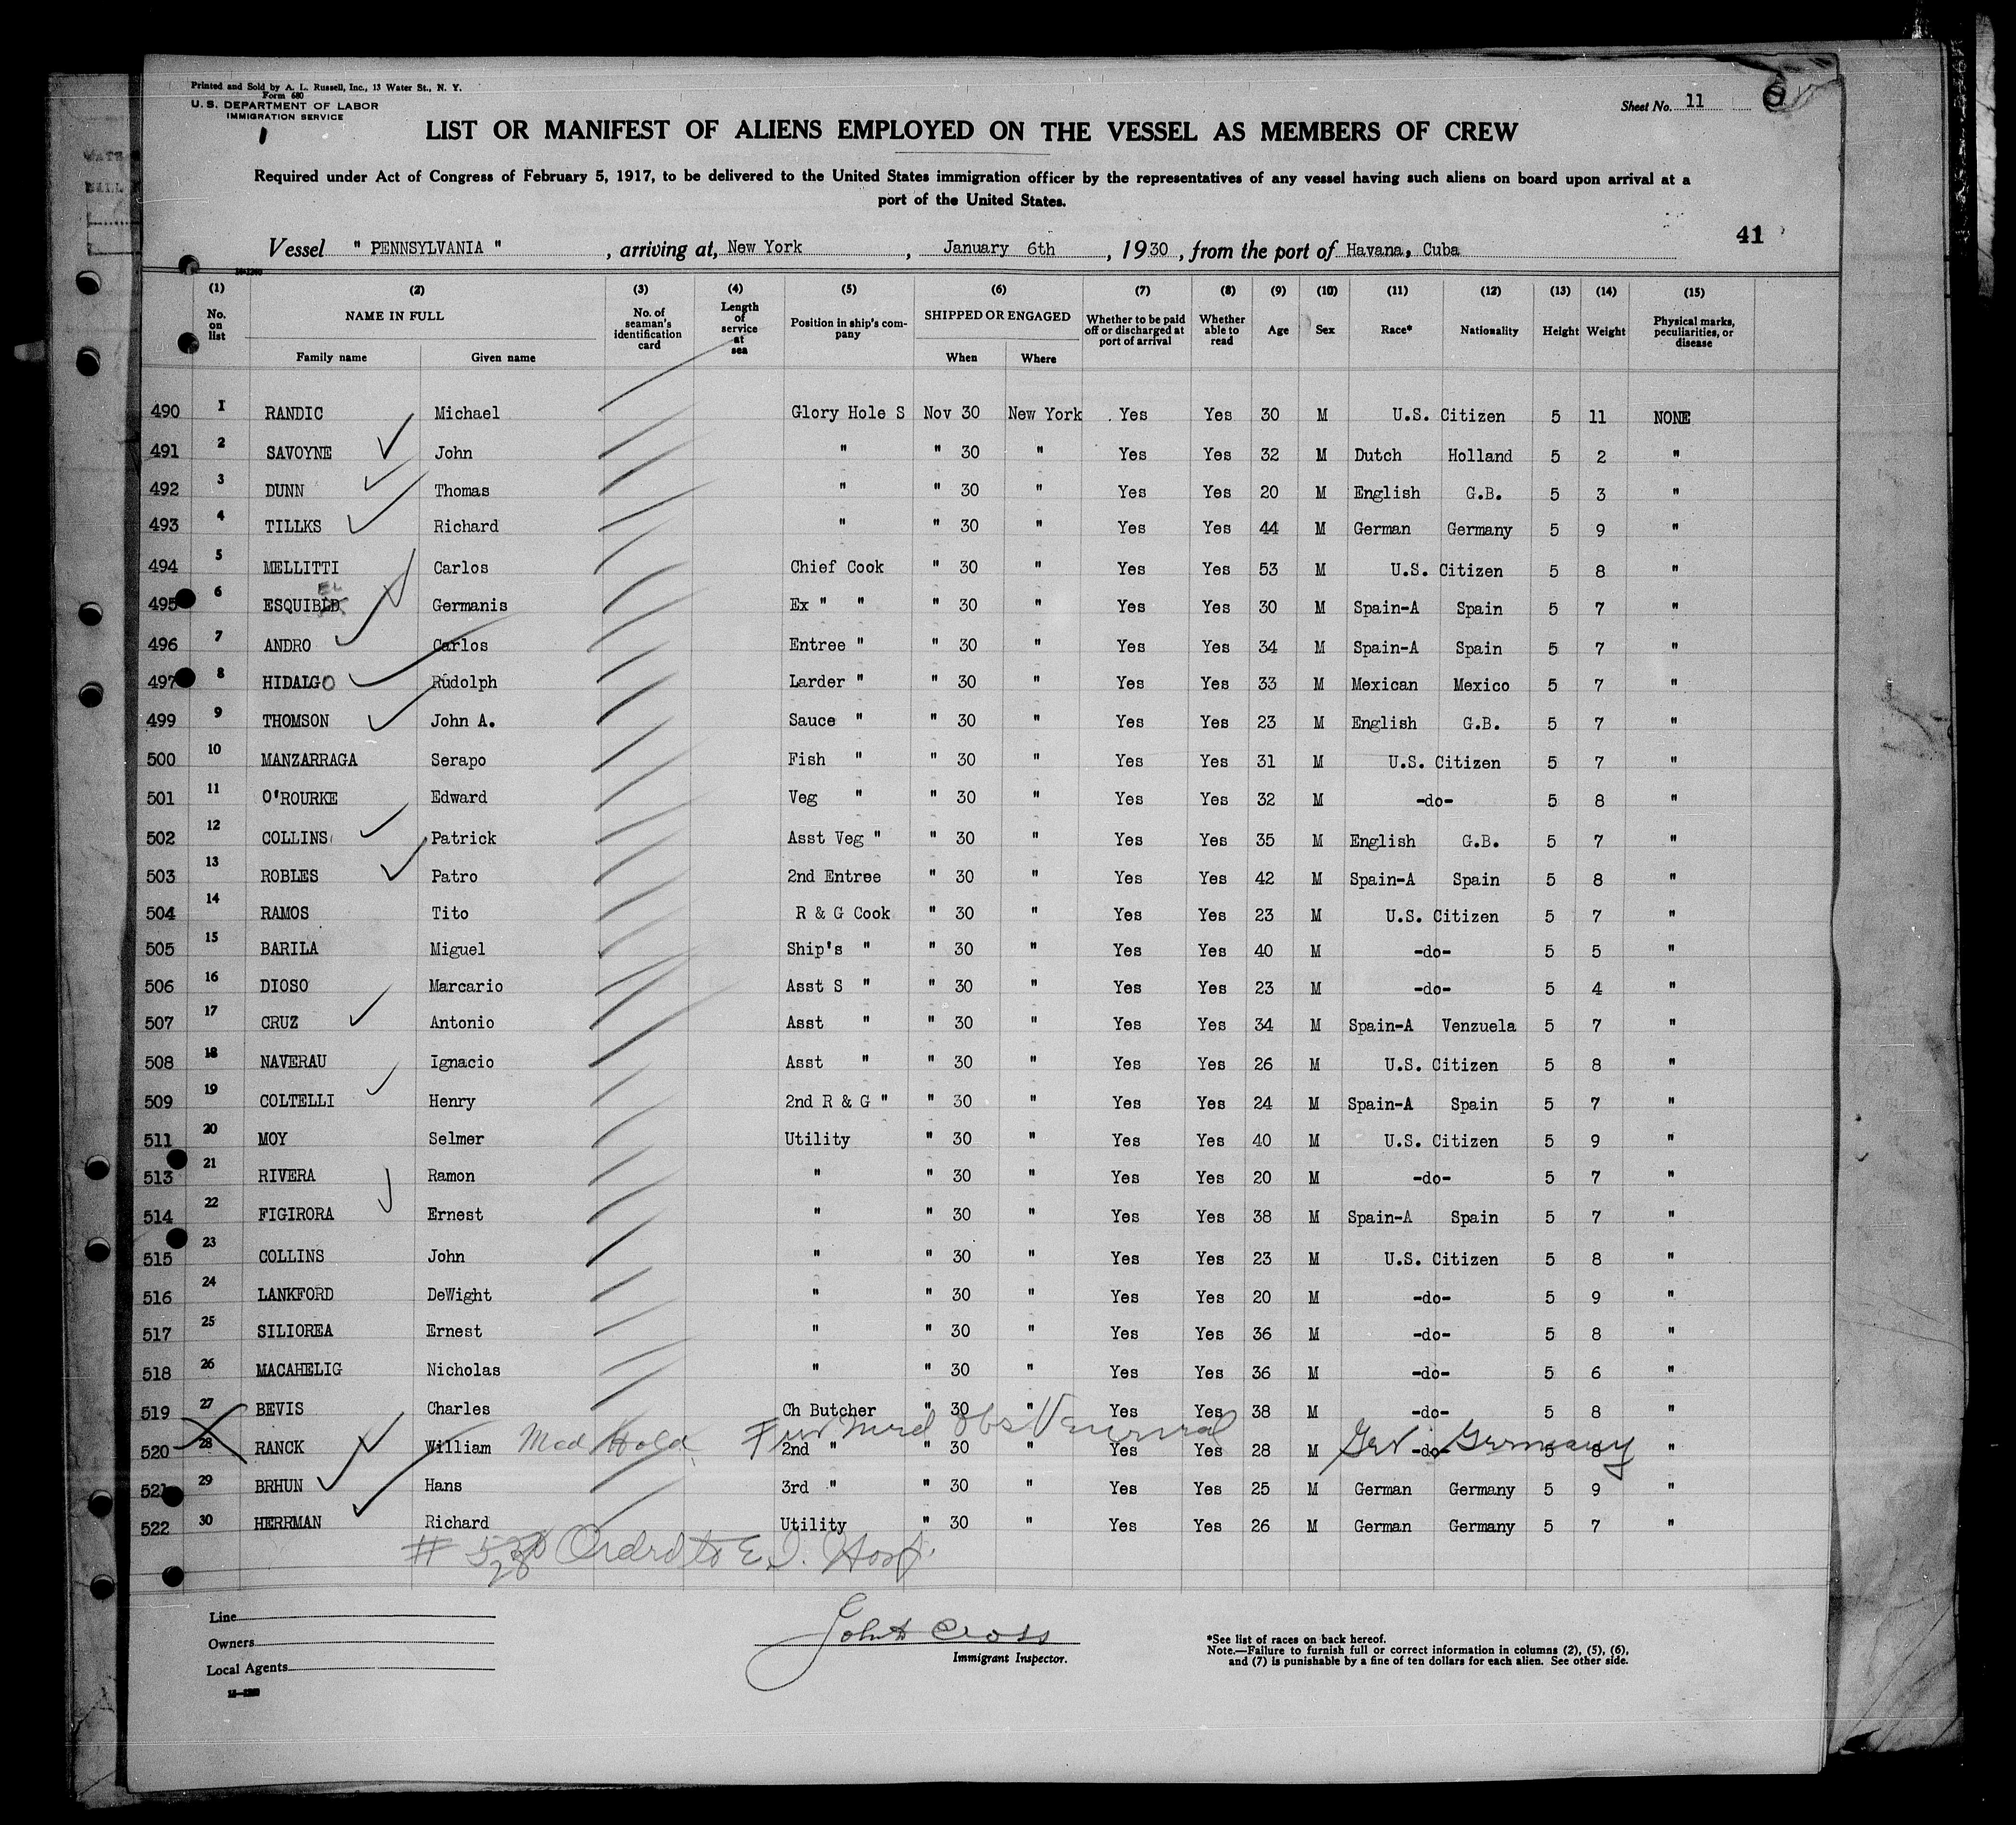 Printed and Sold by A. L. Russell, Inc., 13 Water St., N. Y.
Form 680
U. S. DEPARTMENT OF LABOR
IMMIGRATION SERVICE
Sheet No. 11
LIST OR MANIFEST OF ALIENS EMPLOYED ON THE VESSEL AS MEMBERS OF CREW
Required under Act of Congress of February 5, 1917, to be delivered to the United States immigration officer by the representatives of any vessel having such aliens on board upon arrival at a
port of the United States.
41
Vessel " PENNSYLVANIA " , arriving at, New York , January 6th , 1930 , from the port of Havana, Cuba
(1) (2) (3) (4) (5) (6) (7) (8) (9) (10) (11) (12) (13) (14) (15)
No. on list NAME IN FULL Family name Given name No. of seaman's identification card Length of service at sea Position in ship's company SHIPPED OR ENGAGED When Where Whether to be paid off or discharged at port of arrival Whether able to read Age Sex Race* Nationality Height Weight Physical marks, peculiarities, or disease
490 1 RANDIC Michael Glory Hole S Nov 30 New York Yes Yes 30 M U.S. Citizen 5 11 NONE
491 2 SAVOYNE John " " 30 " Yes Yes 32 M Dutch Holland 5 2 "
492 3 DUNN Thomas " " 30 " Yes Yes 20 M English G.B. 5 3 "
493 4 TILLKS Richard " " 30 " Yes Yes 44 M German Germany 5 9 "
494 5 MELLITTI Carlos Chief Cook " 30 " Yes Yes 53 M U.S. Citizen 5 8 "
EL
495 6 ESQUIBLD Germanis Ex " " " 30 " Yes Yes 30 M Spain-A Spain 5 7 "
496 7 ANDRO Carlos Entree " " 30 " Yes Yes 34 M Spain-A Spain 5 7 "
497 8 HIDALGO Rudolph Larder " " 30 " Yes Yes 33 M Mexican Mexico 5 7 "
499 9 THOMSON John A. Sauce " " 30 " Yes Yes 23 M English G.B. 5 7 "
500 10 MANZARRAGA Serapo Fish " " 30 " Yes Yes 31 M U.S. Citizen 5 7 "
501 11 O'ROURKE Edward Veg " " 30 " Yes Yes 32 M -do- 5 8 "
502 12 COLLINS Patrick Asst Veg " " 30 " Yes Yes 35 M English G.B. 5 7 "
503 13 ROBLES Patro 2nd Entree " 30 " Yes Yes 42 M Spain-A Spain 5 8 "
504 14 RAMOS Tito R & G Cook " 30 " Yes Yes 23 M U.S. Citizen 5 7 "
505 15 BARILA Miguel Ship's " " 30 " Yes Yes 40 M -do- 5 5 "
506 16 DIOSO Marcario Asst S " " 30 " Yes Yes 23 M -do- 5 4 "
507 17 CRUZ Antonio Asst " " 30 " Yes Yes 34 M Spain-A Venzuela 5 7 "
508 18 NAVERAU Ignacio Asst " " 30 " Yes Yes 26 M U.S. Citizen 5 8 "
509 19 COLTELLI Henry 2nd R & G " " 30 " Yes Yes 24 M Spain-A Spain 5 7 "
511 20 MOY Selmer Utility " 30 " Yes Yes 40 M U.S. Citizen 5 9 "
513 21 RIVERA Ramon " " 30 " Yes Yes 20 M -do- 5 7 "
514 22 FIGIRORA Ernest " " 30 " Yes Yes 38 M Spain-A Spain 5 7 "
515 23 COLLINS John " " 30 " Yes Yes 23 M U.S. Citizen 5 8 "
516 24 LANKFORD DeWight " " 30 " Yes Yes 20 M -do- 5 9 "
517 25 SILIOREA Ernest " " 30 " Yes Yes 36 M -do- 5 8 "
518 26 MACAHELIG Nicholas " " 30 " Yes Yes 36 M -do- 5 6 "
519 27 BEVIS Charles Ch Butcher " 30 " Yes Yes 38 M -do- 5 8 "
Med Hold Fur Med Obs Venereal
520 28 RANCK William 2nd " " 30 " Yes Yes 28 M Ger -do- Germany 5 8 "
521 29 BRHUN Hans 3rd " " 30 " Yes Yes 25 M German Germany 5 9 "
522 30 HERRMAN Richard Utility " 30 " Yes Yes 26 M German Germany 5 7 "
# 520 Ordrd to E.I. Hosp.
28
Line
Owners
Local Agents
John H Cross
Immigrant Inspector.
*See list of races on back hereof.
Note.—Failure to furnish full or correct information in columns (2), (5), (6),
and (7) is punishable by a fine of ten dollars for each alien. See other side.